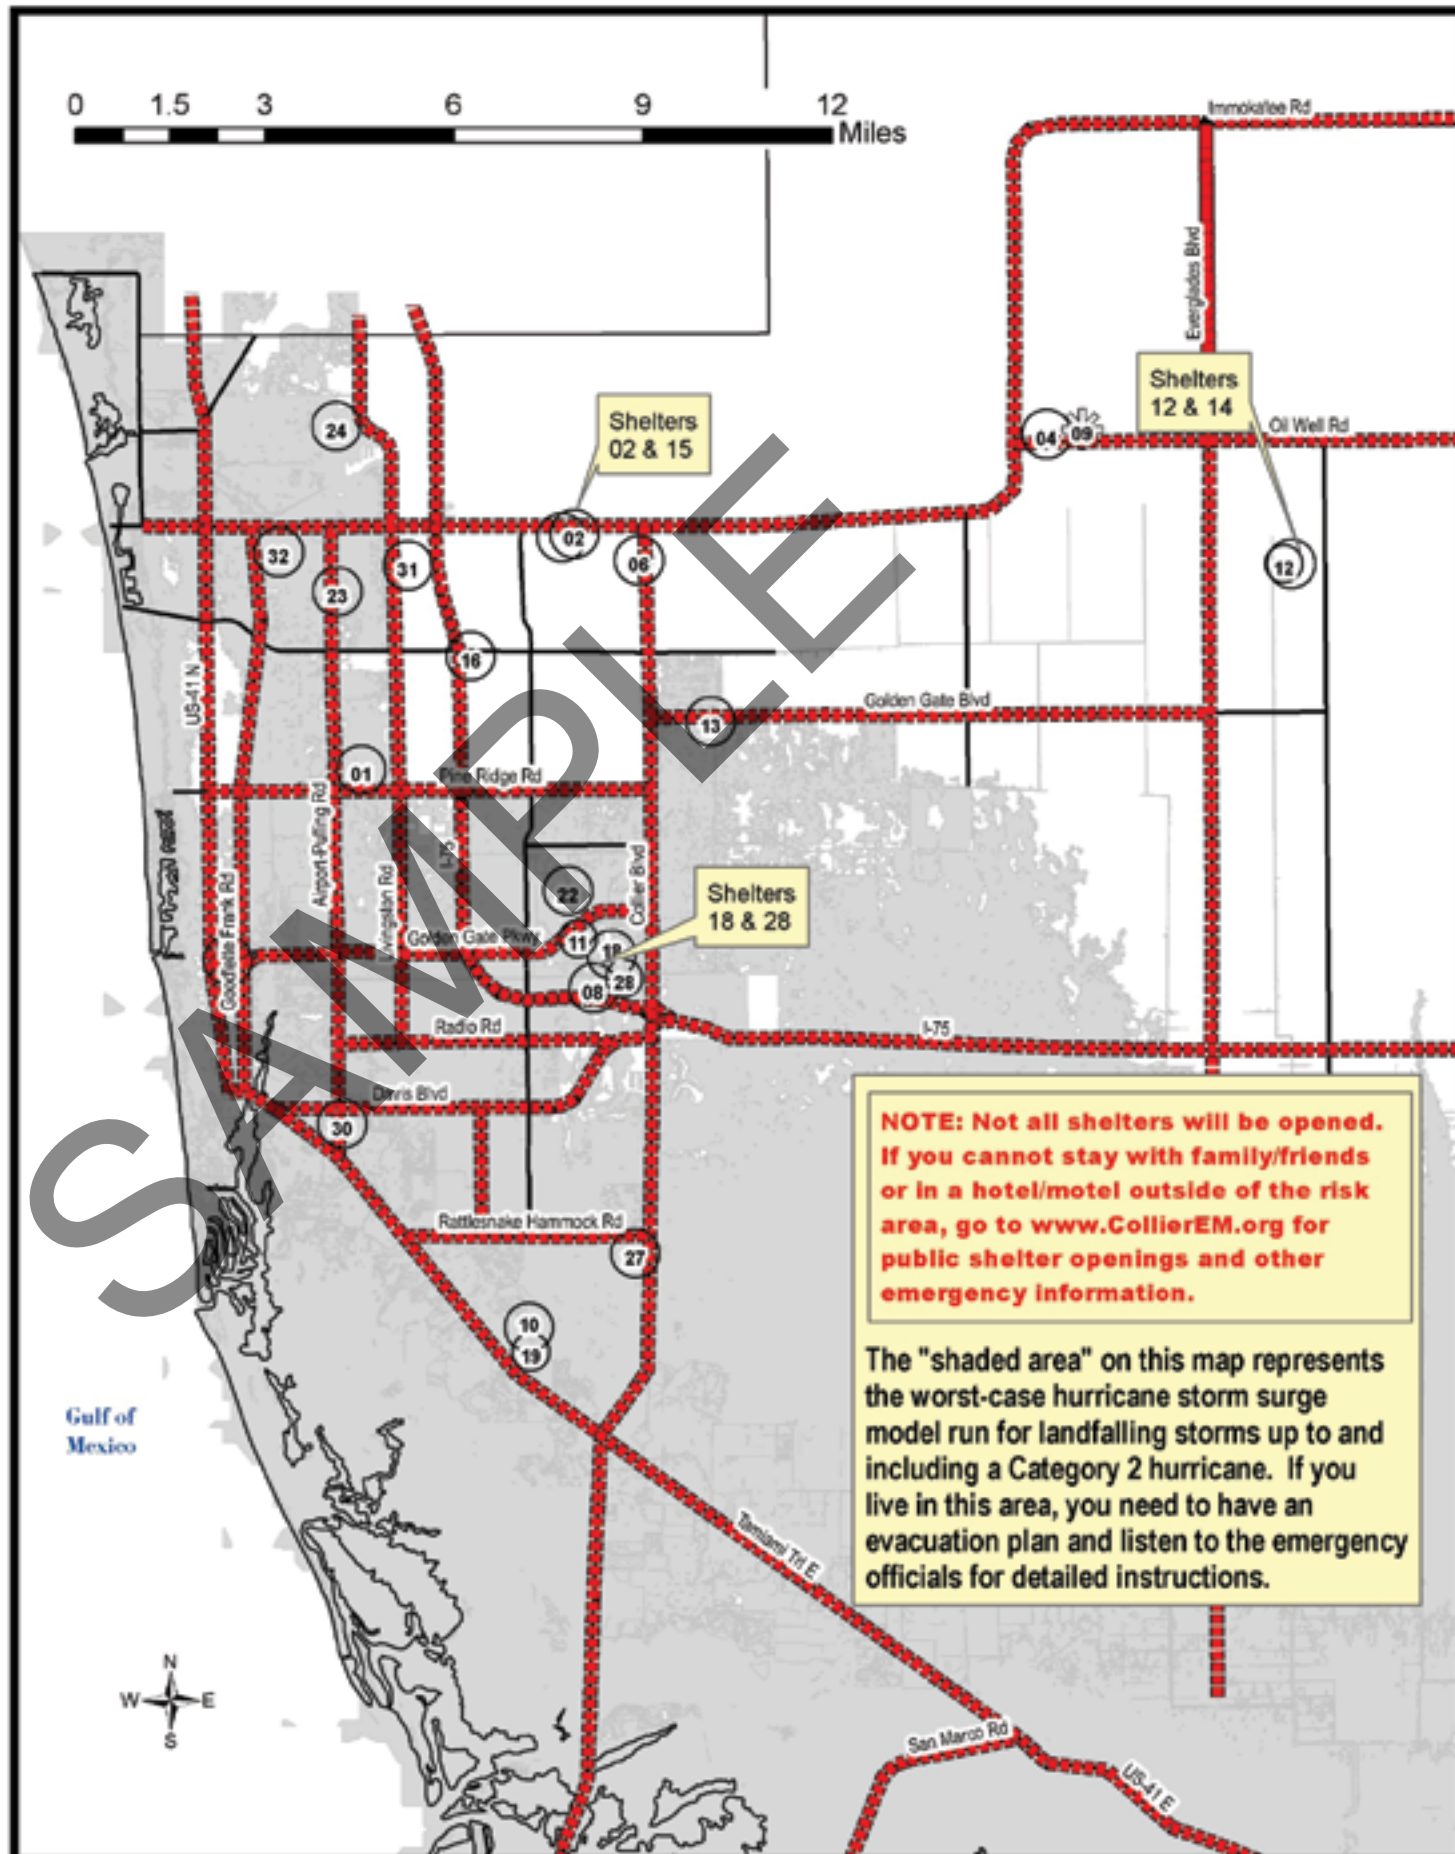 0 1.5 3 6 9 12
Miles
Immokalee Rd
Everglades Blvd
Shelters
12 & 14
Shelters
02 & 15
24
04
09
Oil Well Rd
32
02
06
12
31
23
16
US-41 N
13
Golden Gate Blvd
01
Pine Ridge Rd
Airport-Pulling Rd
I-75
Livingston Rd
Collier Blvd
Goodlette Frank Rd
22
Shelters
18 & 28
Golden Gate Pkwy
11
18
28
08
Radio Rd
I-75
Davis Blvd
30
Rattlesnake Hammock Rd
27
10
19
SAMPLE
NOTE: Not all shelters will be opened.
If you cannot stay with family/friends
or in a hotel/motel outside of the risk
area, go to www.CollierEM.org for
public shelter openings and other
emergency information.
The "shaded area" on this map represents
the worst-case hurricane storm surge
model run for landfalling storms up to and
including a Category 2 hurricane. If you
live in this area, you need to have an
evacuation plan and listen to the emergency
officials for detailed instructions.
Gulf of
Mexico
Tamiami Trl E
N
W E
S
San Marco Rd
US-41 E